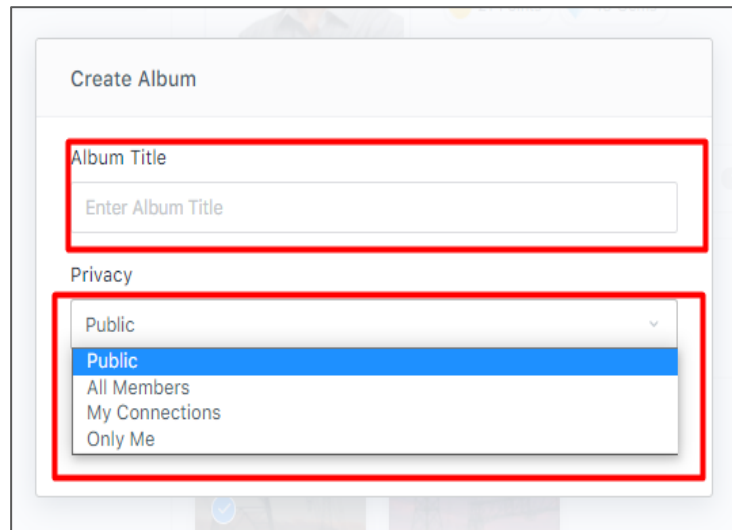 Create Album
Album Title
Enter Album Title
Privacy
Public
Public
All Members
My Connections
Only Me